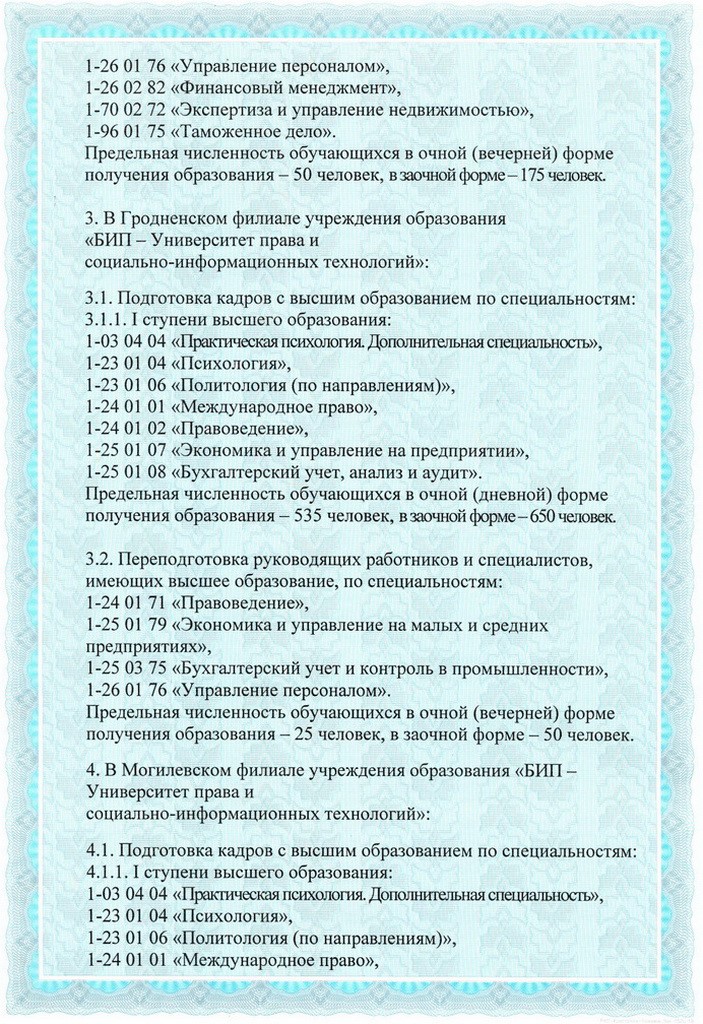 1-26 01 76 «Управление персоналом»,
1-26 02 82 «Финансовый менеджмент»,
1-70 02 72 «Экспертиза и управление недвижимостью»,
1-96 01 75 «Таможенное дело».
Предельная численность обучающихся в очной (вечерней) форме
получения образования – 50 человек, в заочной форме – 175 человек.
3. В Гродненском филиале учреждения образования
«БИП – Университет права и
социально-информационных технологий»:
3.1. Подготовка кадров с высшим образованием по специальностям:
3.1.1. I ступени высшего образования:
1-03 04 04 «Практическая психология. Дополнительная специальность»,
1-23 01 04 «Психология»,
1-23 01 06 «Политология (по направлениям)»,
1-24 01 01 «Международное право»,
1-24 01 02 «Правоведение»,
1-25 01 07 «Экономика и управление на предприятии»,
1-25 01 08 «Бухгалтерский учет, анализ и аудит».
Предельная численность обучающихся в очной (дневной) форме
получения образования – 535 человек, в заочной форме – 650 человек.
3.2. Переподготовка руководящих работников и специалистов,
имеющих высшее образование, по специальностям:
1-24 01 71 «Правоведение»,
1-25 01 79 «Экономика и управление на малых и средних
предприятиях»,
1-25 03 75 «Бухгалтерский учет и контроль в промышленности»,
1-26 01 76 «Управление персоналом».
Предельная численность обучающихся в очной (вечерней) форме
получения образования – 25 человек, в заочной форме – 50 человек.
4. В Могилевском филиале учреждения образования «БИП –
Университет права и
социально-информационных технологий»:
4.1. Подготовка кадров с высшим образованием по специальностям:
4.1.1. I ступени высшего образования:
1-03 04 04 «Практическая психология. Дополнительная специальность»,
1-23 01 04 «Психология»,
1-23 01 06 «Политология (по направлениям)»,
1-24 01 01 «Международное право»,